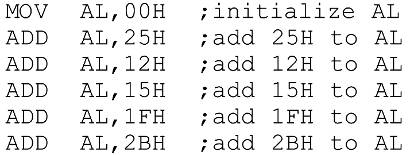 MOV AL,00H ;initialize AL
ADD AL,25H ;add 25H to AL
ADD AL,12H ;add 12H to AL
ADD AL,15H ;add 15H to AL
ADD AL,1FH ;add 1FH to AL
ADD AL,2BH ;add 2BH to AL